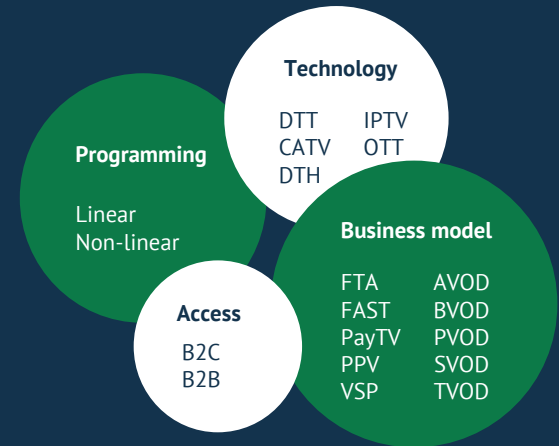 Technology
DTT IPTV
CATV OTT
DTH
Programming
Linear
Non-linear
Business model
FTA AVOD
FAST BVOD
PayTV PVOD
PPV SVOD
VSP TVOD
Access
B2C
B2B